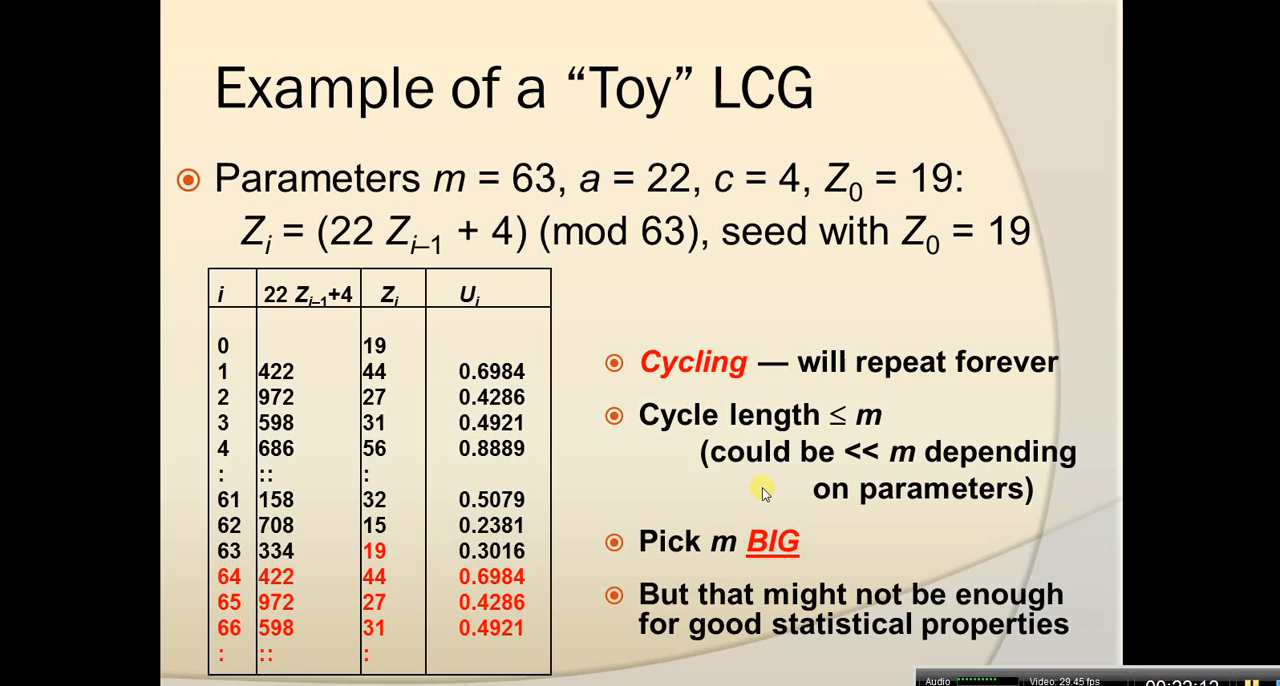 Example of a “Toy” LCG
Parameters m = 63, a = 22, c = 4, Z0 = 19:
Zi = (22 Zi–1 + 4) (mod 63), seed with Z0 = 19
i 22 Zi–1+4 Zi Ui
0 19
1 422 44 0.6984
2 972 27 0.4286
3 598 31 0.4921
4 686 56 0.8889
: :: :
61 158 32 0.5079
62 708 15 0.2381
63 334 19 0.3016
64 422 44 0.6984
65 972 27 0.4286
66 598 31 0.4921
: :: :
Cycling — will repeat forever
Cycle length ≤ m
(could be << m depending
on parameters)
Pick m BIG
But that might not be enough
for good statistical properties
Audio Video: 29.45 fps